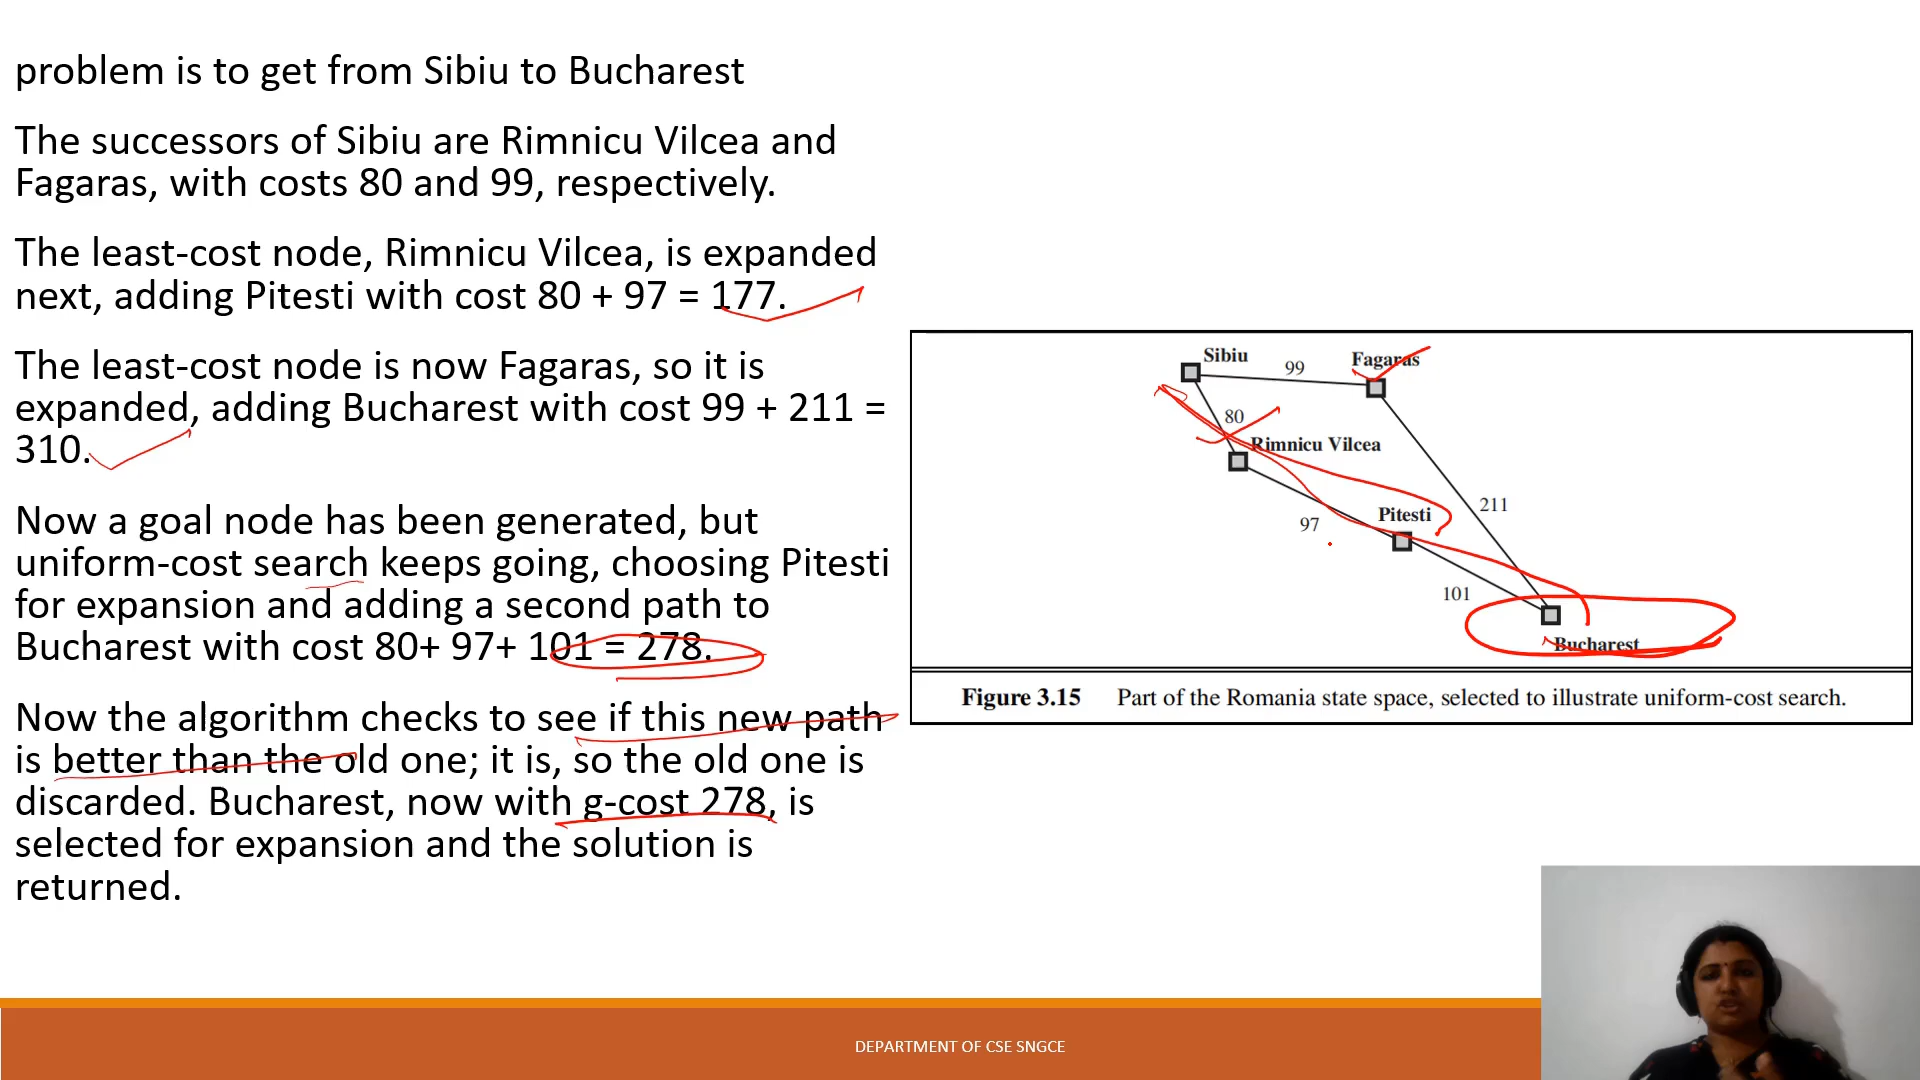 problem is to get from Sibiu to Bucharest
The successors of Sibiu are Rimnicu Vilcea and
Fagaras, with costs 80 and 99, respectively.
The least-cost node, Rimnicu Vilcea, is expanded
next, adding Pitesti with cost 80 + 97 = 177.
The least-cost node is now Fagaras, so it is
expanded, adding Bucharest with cost 99 + 211 =
310.
Now a goal node has been generated, but
uniform-cost search keeps going, choosing Pitesti
for expansion and adding a second path to
Bucharest with cost 80+ 97+ 101 = 278.
Now the algorithm checks to see if this new path
is better than the old one; it is, so the old one is
discarded. Bucharest, now with g-cost 278, is
selected for expansion and the solution is
returned.
Sibiu
99
Fagaras
80
Rimnicu Vilcea
211
97
Pitesti
101
Bucharest
Figure 3.15 Part of the Romania state space, selected to illustrate uniform-cost search.
DEPARTMENT OF CSE SNGCE